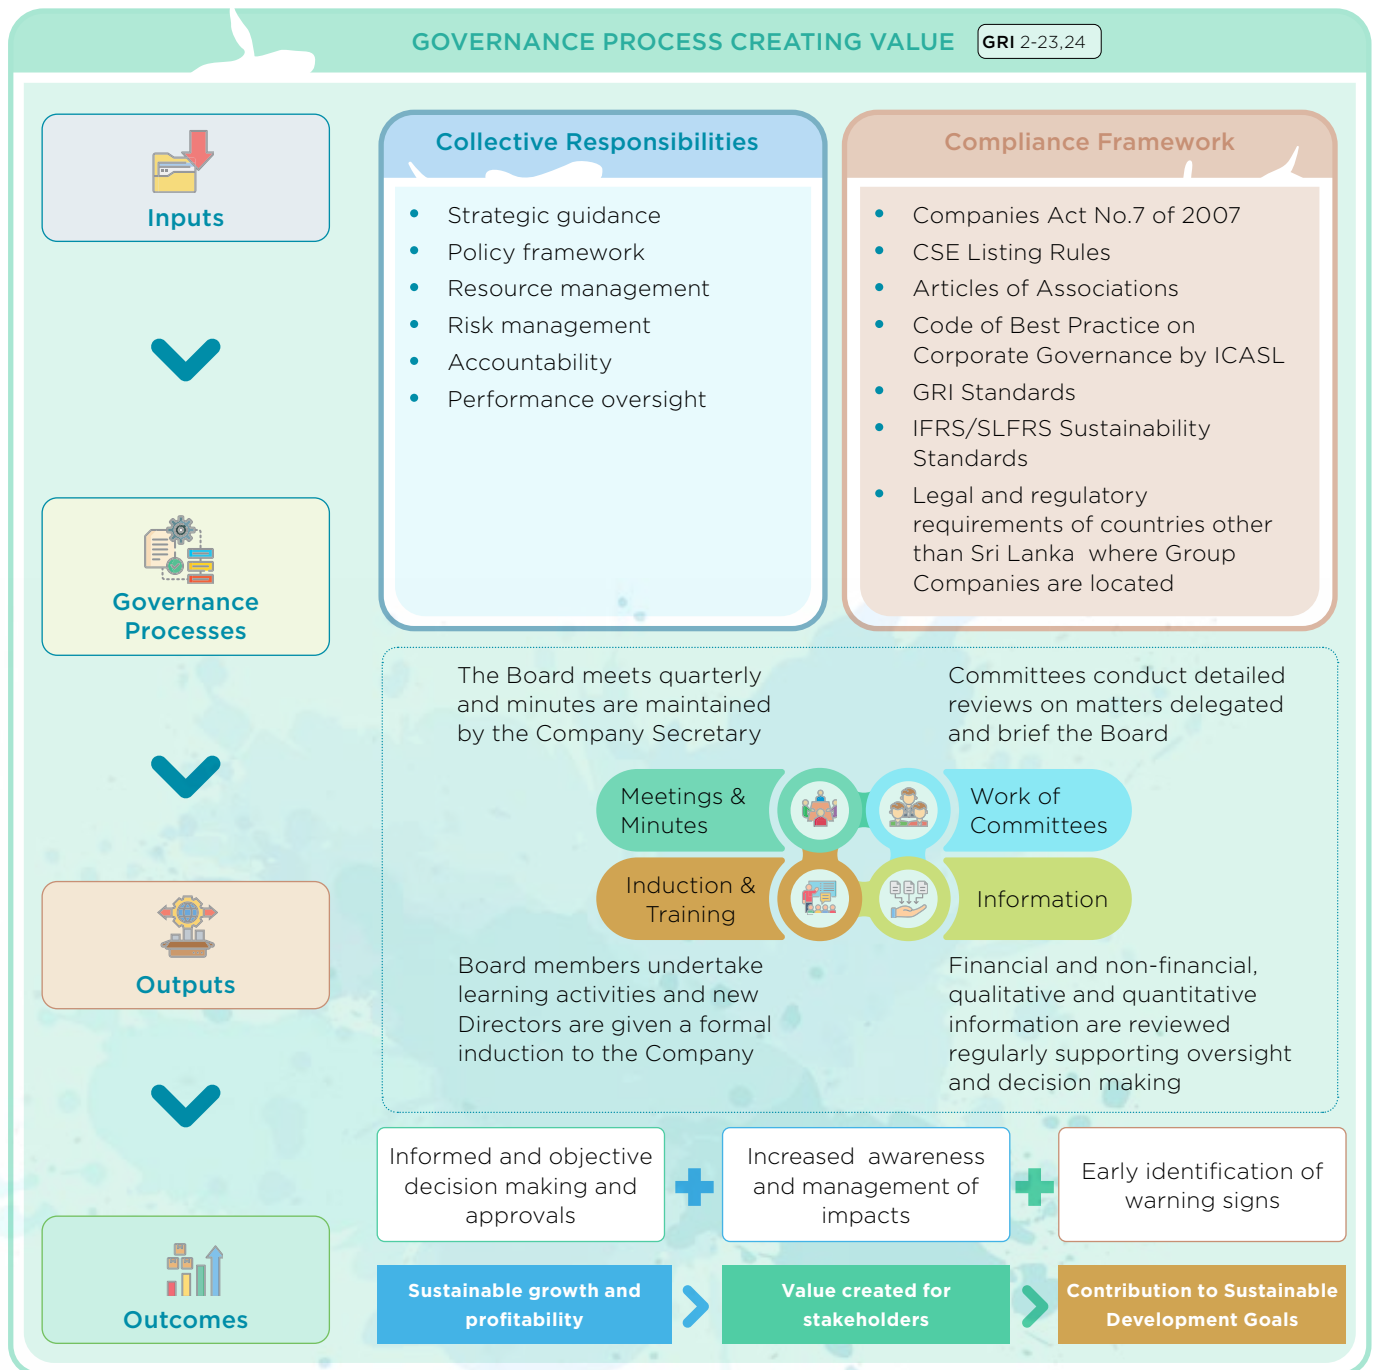 GOVERNANCE PROCESS CREATING VALUE
GRI 2-23,24
Inputs
Governance
Processes
Outputs
Outcomes
Collective Responsibilities
• Strategic guidance
• Policy framework
• Resource management
• Risk management
• Accountability
• Performance oversight
Compliance Framework
• Companies Act No.7 of 2007
• CSE Listing Rules
• Articles of Associations
• Code of Best Practice on
Corporate Governance by ICASL
• GRI Standards
• IFRS/SLFRS Sustainability
Standards
• Legal and regulatory
requirements of countries other
than Sri Lanka where Group
Companies are located
The Board meets quarterly
and minutes are maintained
by the Company Secretary
Committees conduct detailed
reviews on matters delegated
and brief the Board
Meetings &
Minutes
Work of
Committees
Induction &
Training
Information
Board members undertake
learning activities and new
Directors are given a formal
induction to the Company
Financial and non-financial,
qualitative and quantitative
information are reviewed
regularly supporting oversight
and decision making
Informed and objective
decision making and
approvals
Increased awareness
and management of
impacts
Early identification of
warning signs
Sustainable growth and
profitability
Value created for
stakeholders
Contribution to Sustainable
Development Goals